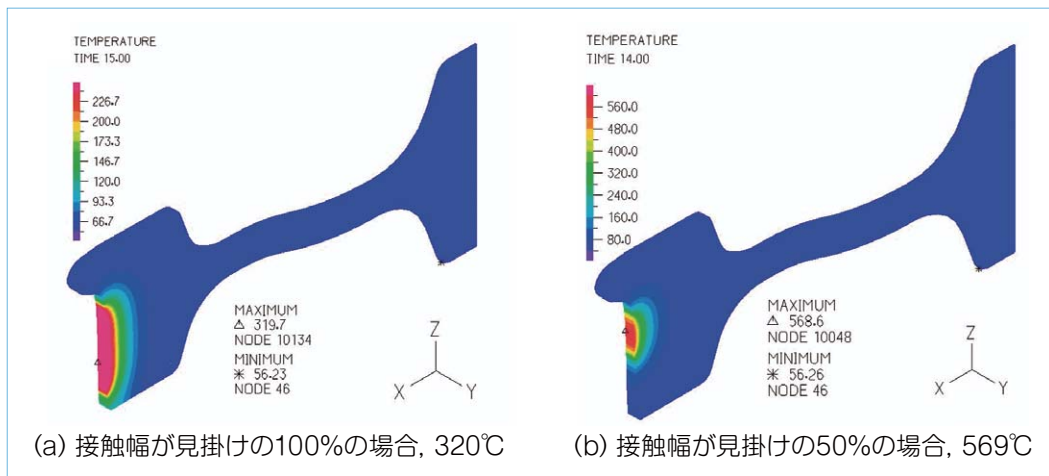 TEMPERATURE
TIME 15.00
226.7
200.0
173.3
146.7
120.0
93.3
66.7
MAXIMUM
△ 319.7
NODE 10134
MINIMUM
* 56.23
NODE 46
Z
X
Y
(a) 接触幅が見掛けの100%の場合, 320℃
TEMPERATURE
TIME 14.00
560.0
480.0
400.0
320.0
240.0
160.0
80.0
MAXIMUM
△ 568.6
NODE 10048
MINIMUM
* 56.26
NODE 46
Z
X
Y
(b) 接触幅が見掛けの50%の場合, 569℃